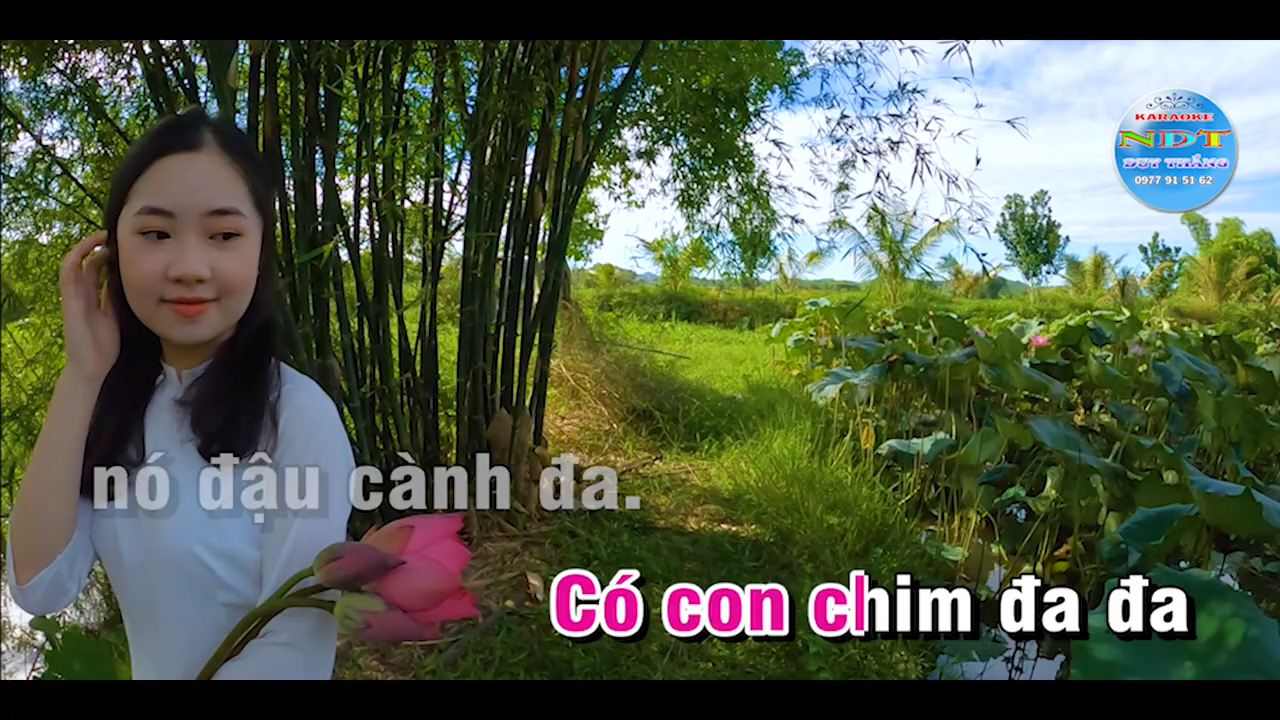 KARAOKE
NDT
DUY THẮNG
0977 91 51 62
nó đậu cành đa.
Có con chim đa đa